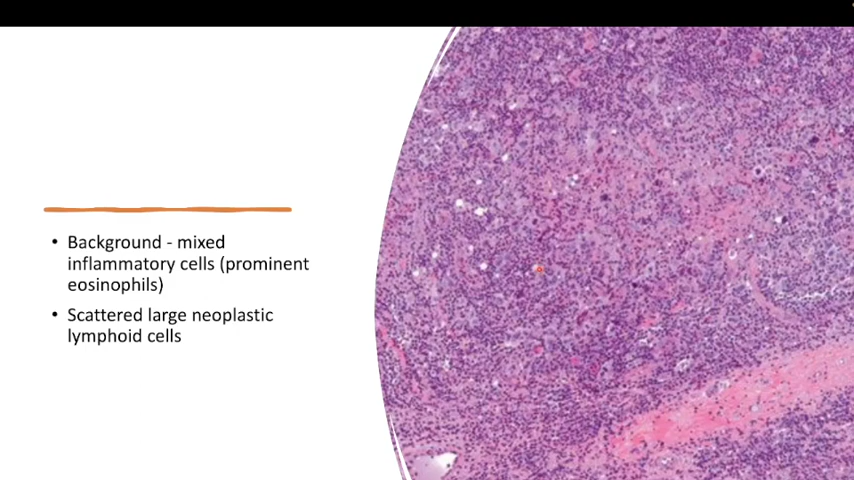 • Background - mixed
inflammatory cells (prominent
eosinophils)
• Scattered large neoplastic
lymphoid cells